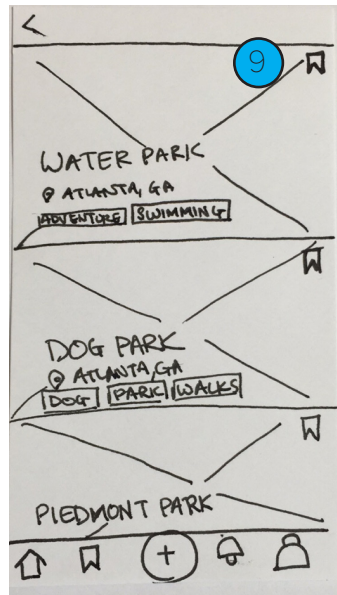 9
WATER PARK
ATLANTA, GA
ADVENTURE SWIMMING
DOG PARK
ATLANTA, GA
DOG PARK WALKS
PIEDMONT PARK